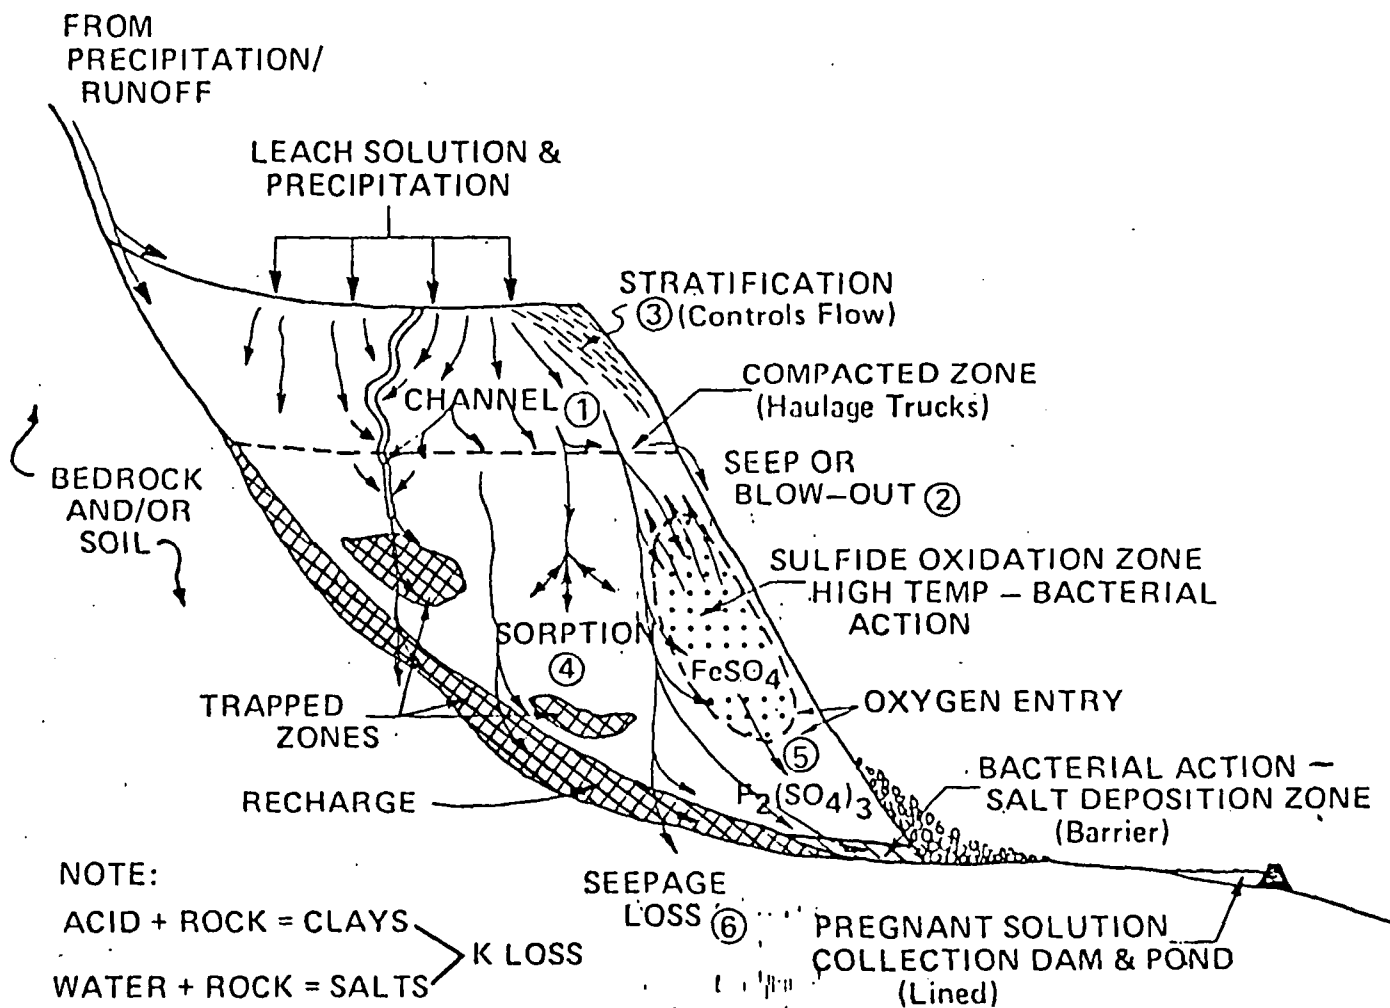 FROM
PRECIPITATION/
RUNOFF
LEACH SOLUTION &
PRECIPITATION
STRATIFICATION
③ (Controls Flow)
COMPACTED ZONE
(Haulage Trucks)
CHANNEL ①
SEEP OR
BLOW-OUT ②
BEDROCK
AND/OR
SOIL
SULFIDE OXIDATION ZONE
HIGH TEMP – BACTERIAL
ACTION
SORPTION
④
FeSO4
TRAPPED
ZONES
OXYGEN ENTRY
⑤
F2(SO4)3
RECHARGE
BACTERIAL ACTION –
SALT DEPOSITION ZONE
(Barrier)
SEEPAGE
LOSS ⑥
PREGNANT SOLUTION
COLLECTION DAM & POND
(Lined)
NOTE:
ACID + ROCK = CLAYS
K LOSS
WATER + ROCK = SALTS